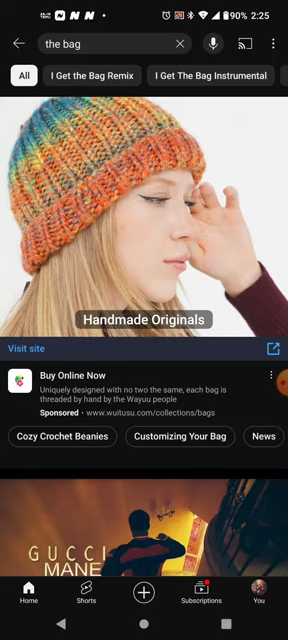 90% 2:25
the bag
All
I Get the Bag Remix
I Get The Bag Instrumental
Handmade Originals
Visit site
Buy Online Now
Uniquely designed with no two the same, each bag is
threaded by hand by the Wayuu people
Sponsored · www.wuitusu.com/collections/bags
Cozy Crochet Beanies
Customizing Your Bag
News
GUCCI
MANE
Home
Shorts
Subscriptions
You